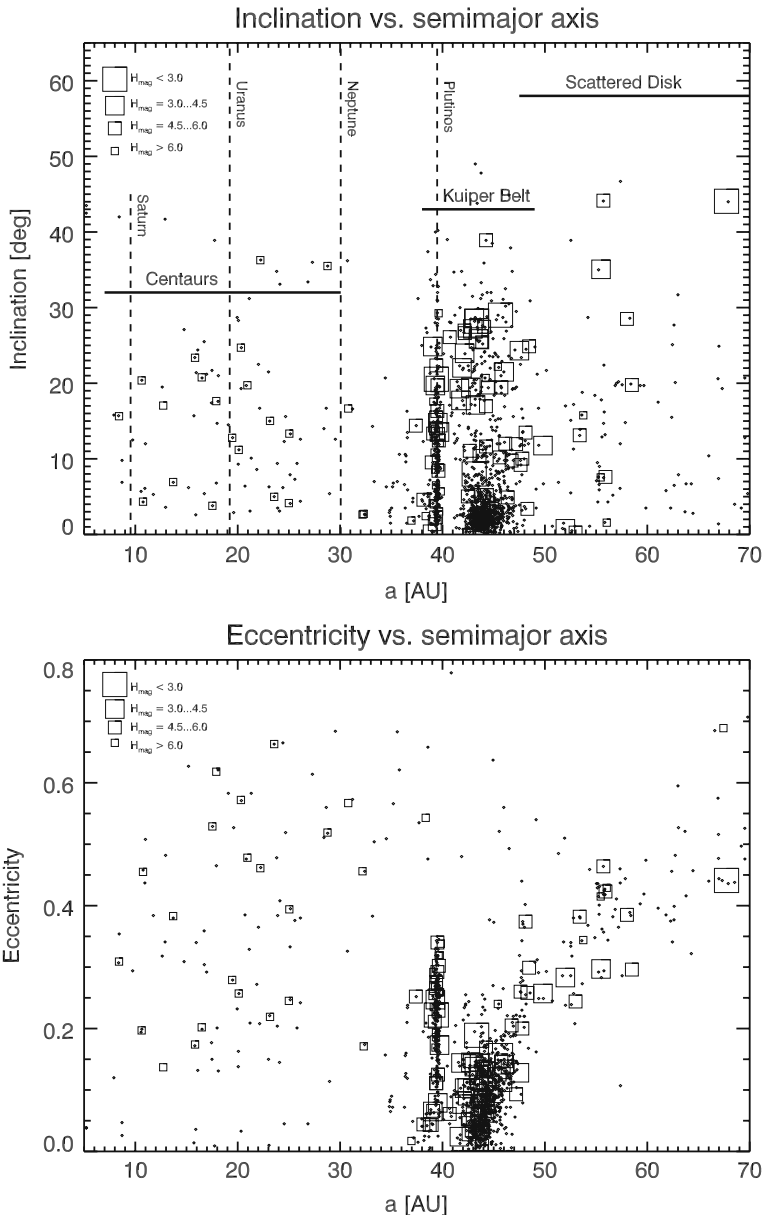 Inclination vs. semimajor axis
Hmag < 3.0
Hmag = 3.0...4.5
Hmag = 4.5...6.0
Hmag > 6.0
Saturn
Uranus
Neptune
Plutinos
Scattered Disk
Kuiper Belt
Centaurs
Inclination [deg]
60
50
40
30
20
10
0
10 20 30 40 50 60 70
a [AU]
Eccentricity vs. semimajor axis
Hmag < 3.0
Hmag = 3.0...4.5
Hmag = 4.5...6.0
Hmag > 6.0
Eccentricity
0.8
0.6
0.4
0.2
0.0
10 20 30 40 50 60 70
a [AU]